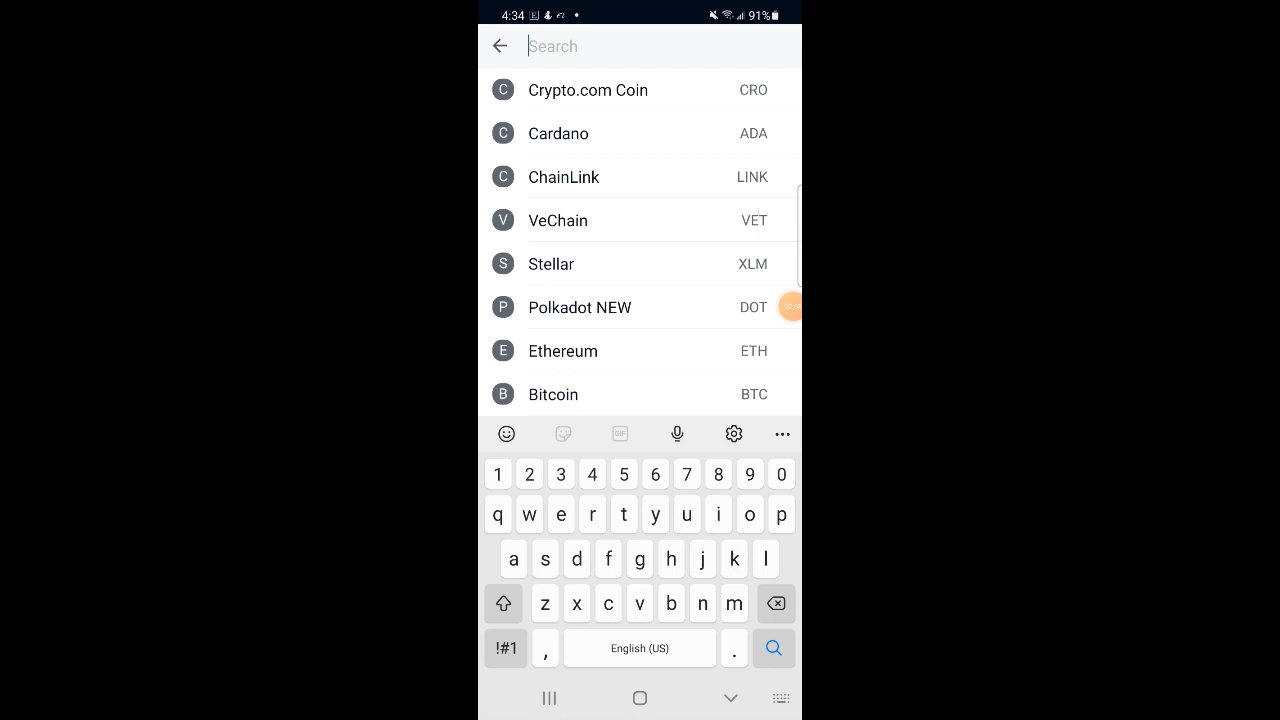 4:34 91%
Search
C Crypto.com Coin CRO
C Cardano ADA
C ChainLink LINK
V VeChain VET
S Stellar XLM
P Polkadot NEW DOT
E Ethereum ETH
B Bitcoin BTC
GIF
1 2 3 4 5 6 7 8 9 0
q w e r t y u i o p
a s d f g h j k l
z x c v b n m
!#1 , English (US) .